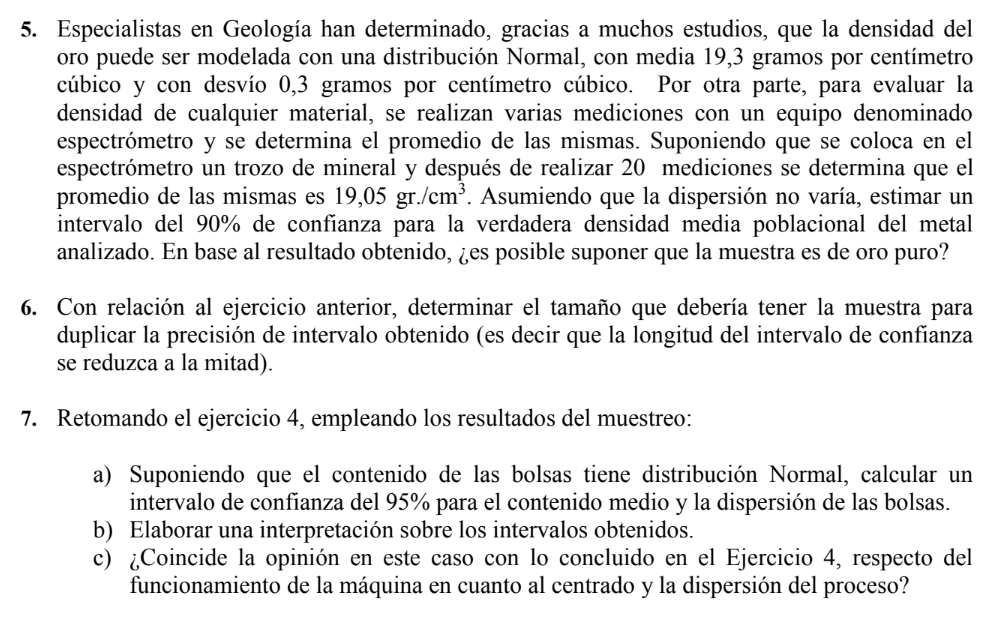 5. Especialistas en Geología han determinado, gracias a muchos estudios, que la densidad del
oro puede ser modelada con una distribución Normal, con media 19,3 gramos por centímetro
cúbico y con desvío 0,3 gramos por centímetro cúbico. Por otra parte, para evaluar la
densidad de cualquier material, se realizan varias mediciones con un equipo denominado
espectrómetro y se determina el promedio de las mismas. Suponiendo que se coloca en el
espectrómetro un trozo de mineral y después de realizar 20 mediciones se determina que el
promedio de las mismas es 19,05 gr./cm³. Asumiendo que la dispersión no varía, estimar un
intervalo del 90% de confianza para la verdadera densidad media poblacional del metal
analizado. En base al resultado obtenido, ¿es posible suponer que la muestra es de oro puro?
6. Con relación al ejercicio anterior, determinar el tamaño que debería tener la muestra para
duplicar la precisión de intervalo obtenido (es decir que la longitud del intervalo de confianza
se reduzca a la mitad).
7. Retomando el ejercicio 4, empleando los resultados del muestreo:
a) Suponiendo que el contenido de las bolsas tiene distribución Normal, calcular un
intervalo de confianza del 95% para el contenido medio y la dispersión de las bolsas.
b) Elaborar una interpretación sobre los intervalos obtenidos.
c) ¿Coincide la opinión en este caso con lo concluido en el Ejercicio 4, respecto del
funcionamiento de la máquina en cuanto al centrado y la dispersión del proceso?